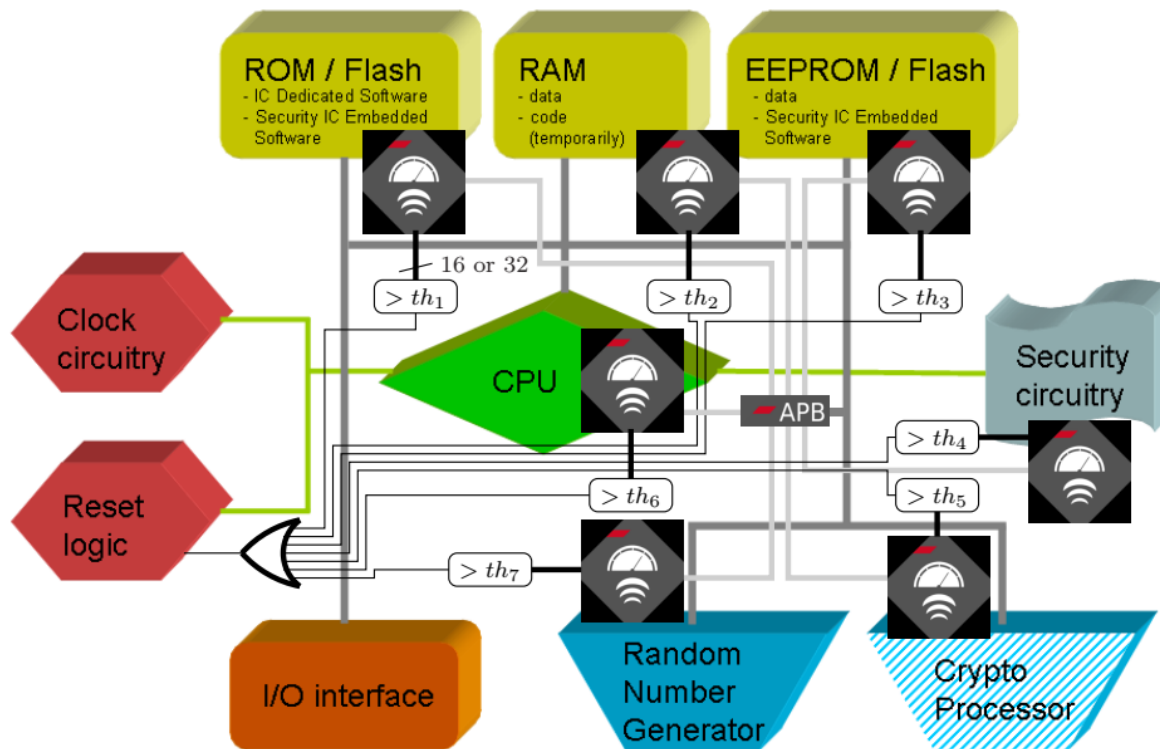 ROM / Flash
- IC Dedicated Software
- Security IC Embedded
Software
RAM
- data
- code
(temporarily)
EEPROM / Flash
- data
- Security IC Embedded
Software
16 or 32
> th₁
> th₂
> th₃
Clock
circuitry
CPU
Security
circuitry
APB
> th₄
> th₅
> th₆
Reset
logic
> th₇
I/O interface
Random
Number
Generator
Crypto
Processor